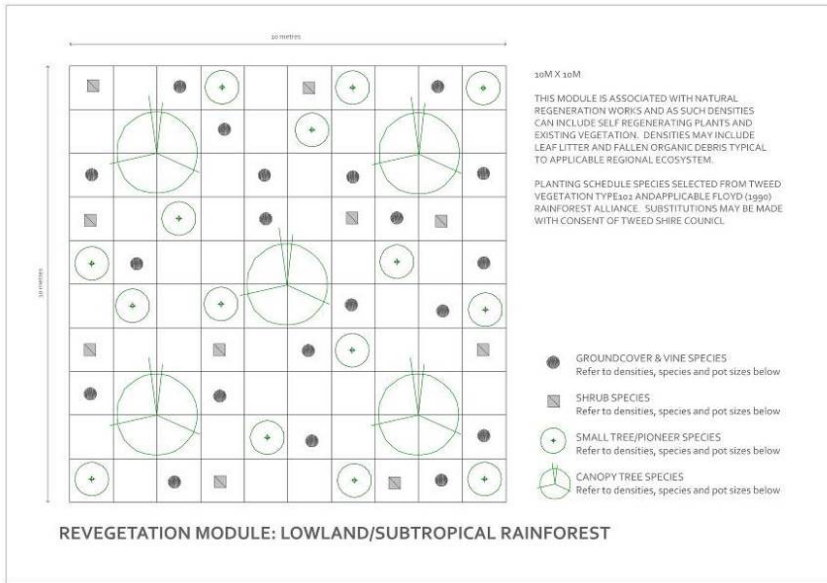 10 metres
10 metres
10M X 10M
THIS MODULE IS ASSOCIATED WITH NATURAL
REGENERATION WORKS AND AS SUCH DENSITIES
CAN INCLUDE SELF REGENERATING PLANTS AND
EXISTING VEGETATION. DENSITIES MAY INCLUDE
LEAF LITTER AND FALLEN ORGANIC DEBRIS TYPICAL
TO APPLICABLE REGIONAL ECOSYSTEM.
PLANTING SCHEDULE SPECIES SELECTED FROM TWEED
VEGETATION TYPE102 ANDAPPLICABLE FLOYD (1990)
RAINFOREST ALLIANCE. SUBSTITUTIONS MAY BE MADE
WITH CONSENT OF TWEED SHIRE COUNICL
GROUNDCOVER & VINE SPECIES
Refer to densities, species and pot sizes below
SHRUB SPECIES
Refer to densities, species and pot sizes below
SMALL TREE/PIONEER SPECIES
Refer to densities, species and pot sizes below
CANOPY TREE SPECIES
Refer to densities, species and pot sizes below
REVEGETATION MODULE: LOWLAND/SUBTROPICAL RAINFOREST